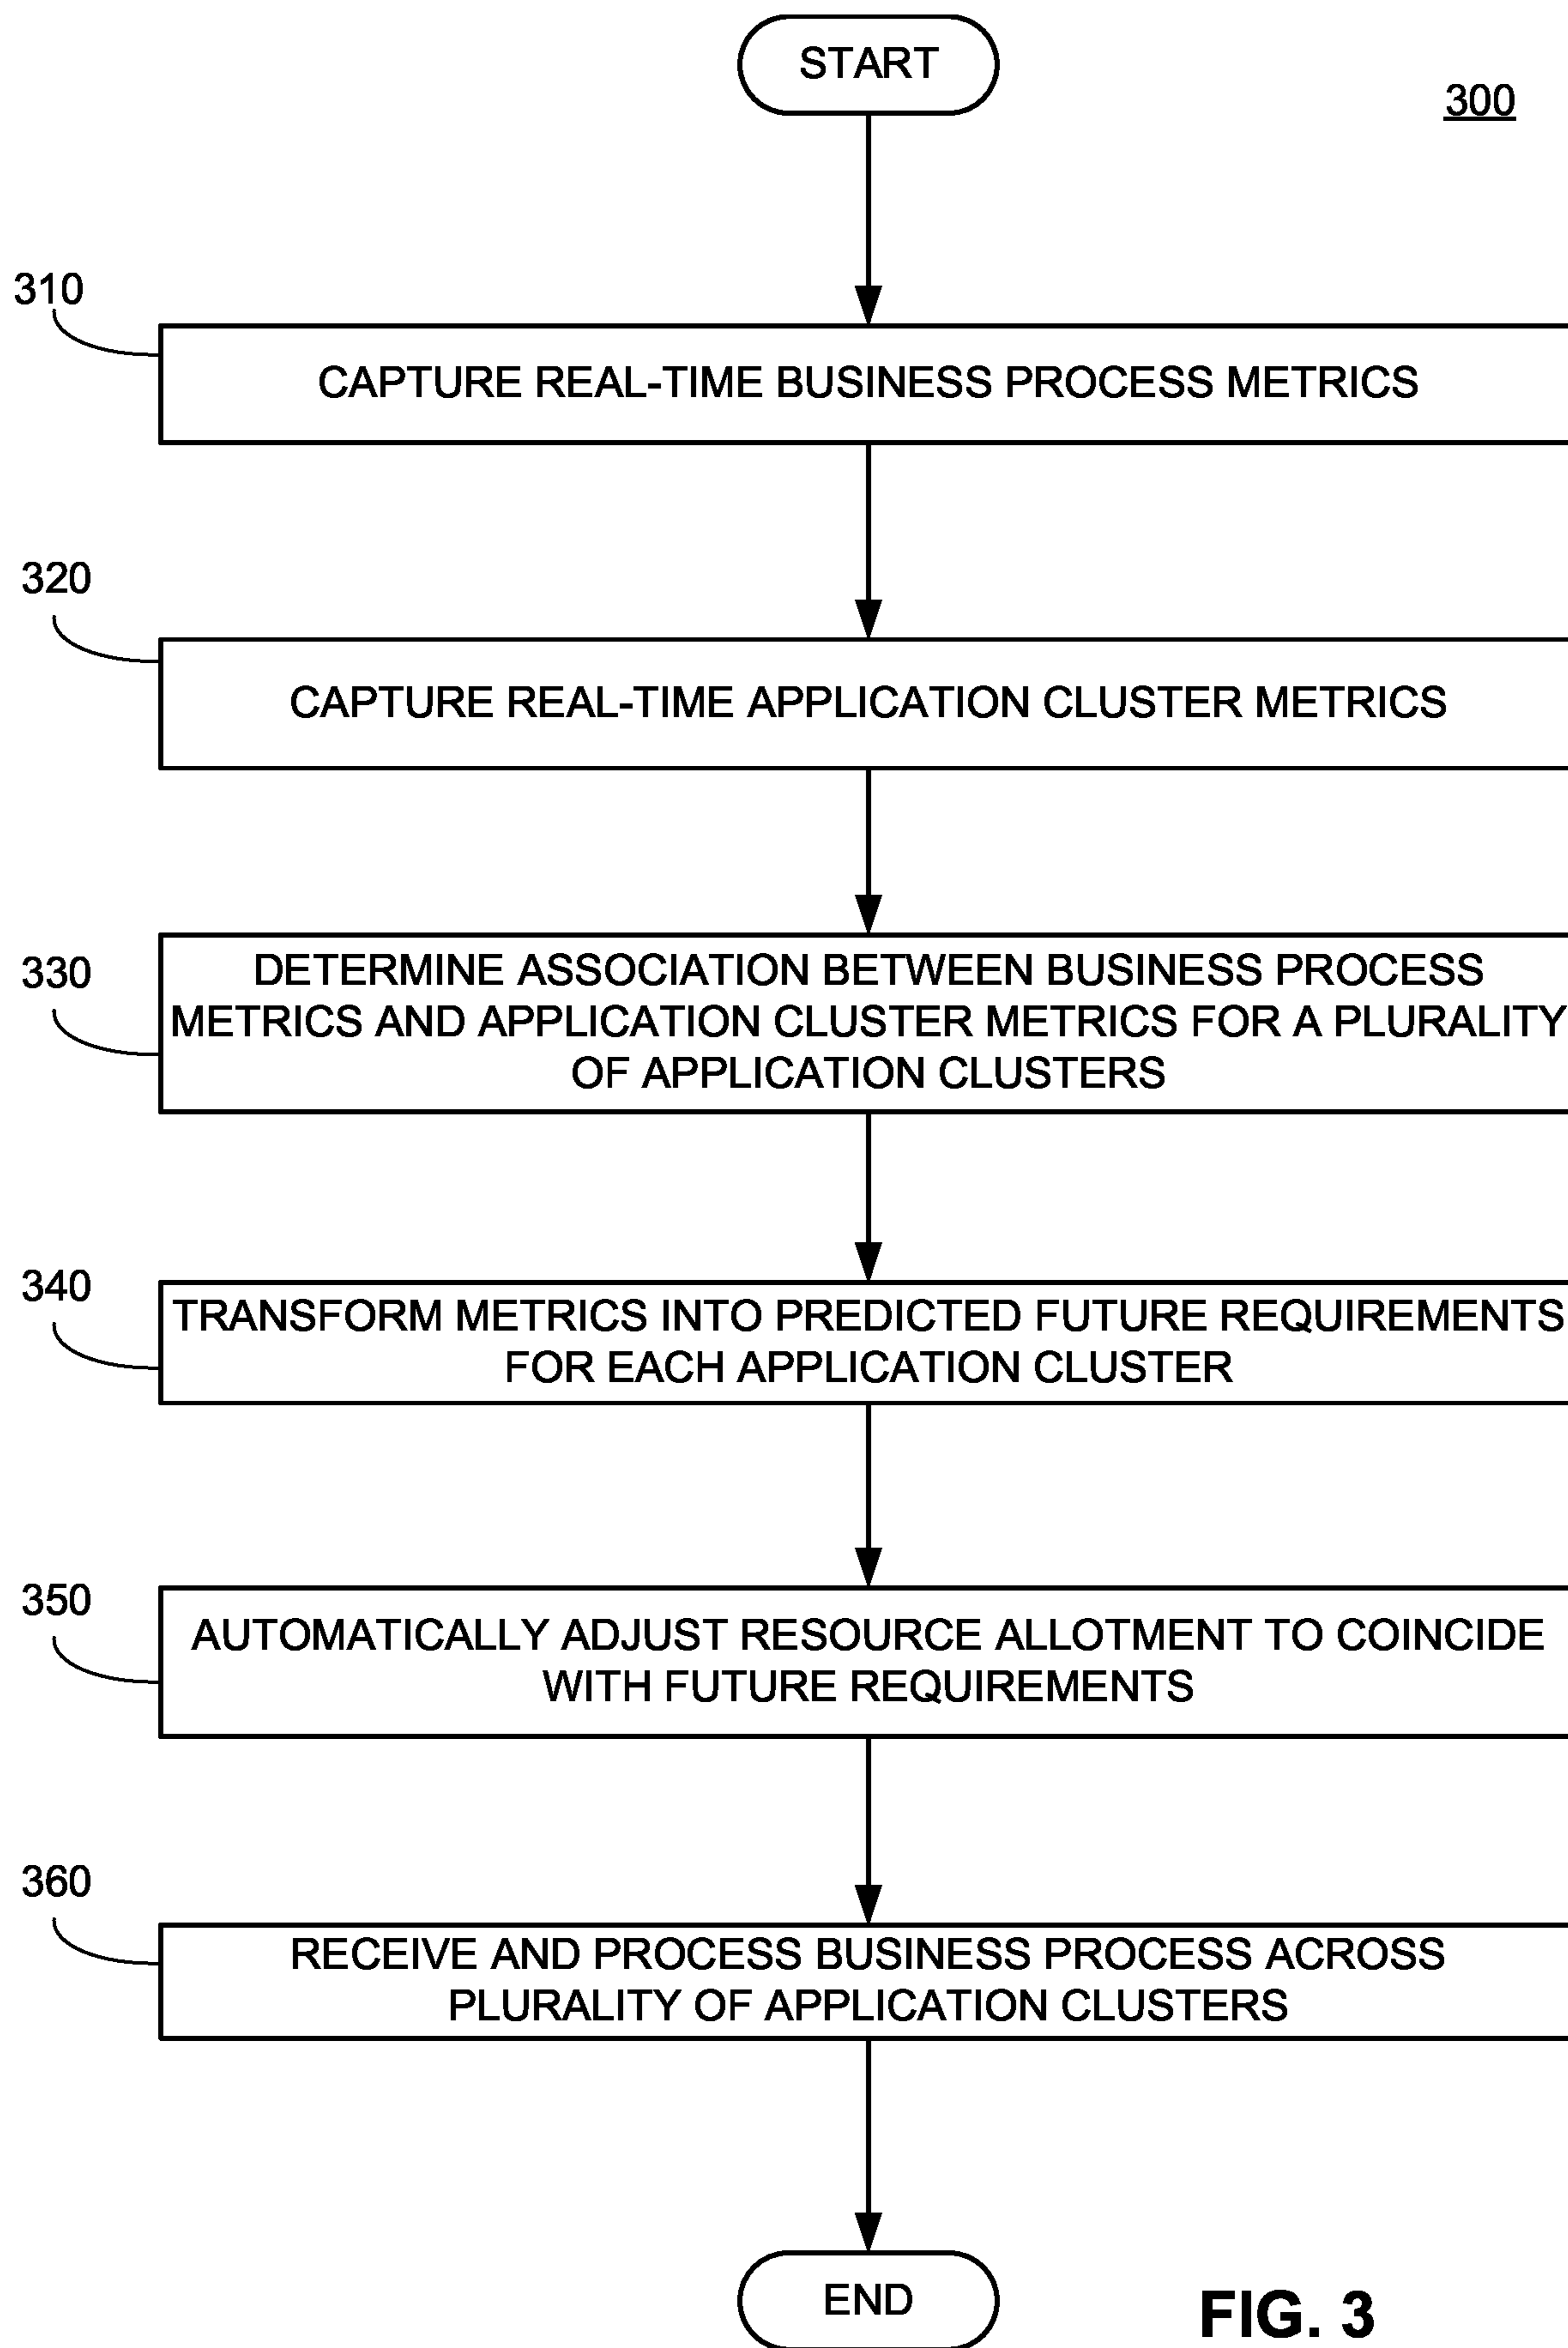 START
300
310
CAPTURE REAL-TIME BUSINESS PROCESS METRICS
320
CAPTURE REAL-TIME APPLICATION CLUSTER METRICS
330
DETERMINE ASSOCIATION BETWEEN BUSINESS PROCESS
METRICS AND APPLICATION CLUSTER METRICS FOR A PLURALITY
OF APPLICATION CLUSTERS
340
TRANSFORM METRICS INTO PREDICTED FUTURE REQUIREMENTS
FOR EACH APPLICATION CLUSTER
350
AUTOMATICALLY ADJUST RESOURCE ALLOTMENT TO COINCIDE
WITH FUTURE REQUIREMENTS
360
RECEIVE AND PROCESS BUSINESS PROCESS ACROSS
PLURALITY OF APPLICATION CLUSTERS
END
FIG. 3